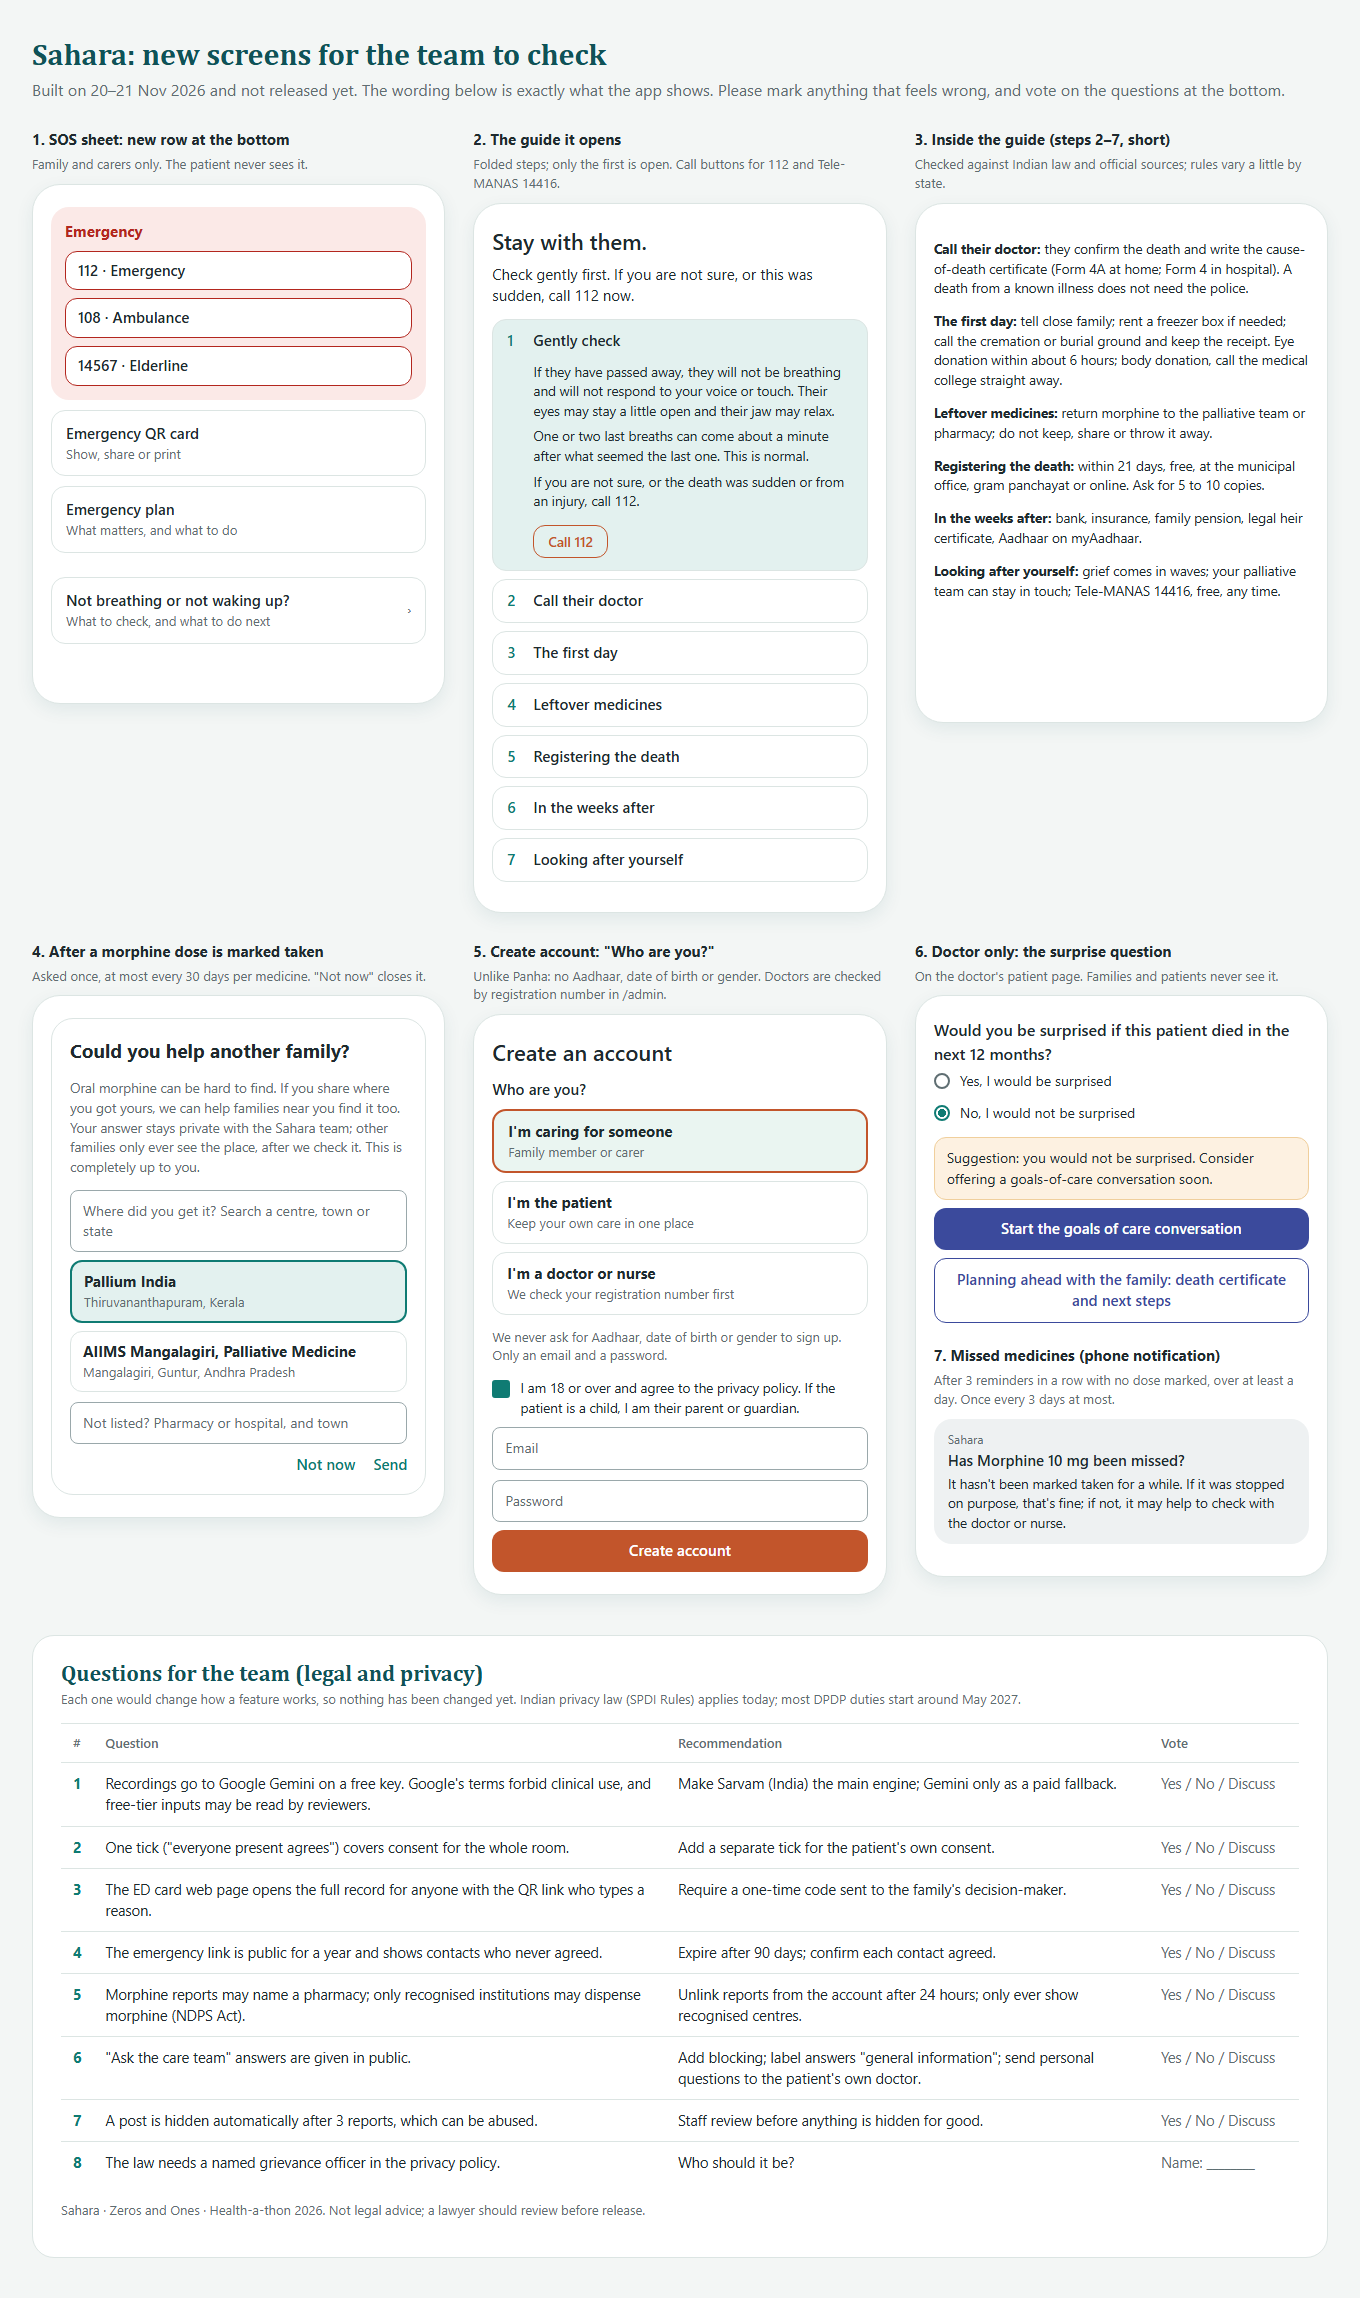 Sahara: new screens for the team to check
Built on 20–21 Nov 2026 and not released yet. The wording below is exactly what the app shows. Please mark anything that feels wrong, and vote on the questions at the bottom.
1. SOS sheet: new row at the bottom
Family and carers only. The patient never sees it.
Emergency
112 · Emergency
108 · Ambulance
14567 · Elderline
Emergency QR card
Show, share or print
Emergency plan
What matters, and what to do
Not breathing or not waking up?
What to check, and what to do next
›
2. The guide it opens
Folded steps; only the first is open. Call buttons for 112 and Tele-
MANAS 14416.
Stay with them.
Check gently first. If you are not sure, or this was
sudden, call 112 now.
1 Gently check
If they have passed away, they will not be breathing
and will not respond to your voice or touch. Their
eyes may stay a little open and their jaw may relax.
One or two last breaths can come about a minute
after what seemed the last one. This is normal.
If you are not sure, or the death was sudden or from
an injury, call 112.
Call 112
2 Call their doctor
3 The first day
4 Leftover medicines
5 Registering the death
6 In the weeks after
7 Looking after yourself
3. Inside the guide (steps 2–7, short)
Checked against Indian law and official sources; rules vary a little by
state.
Call their doctor: they confirm the death and write the cause-
of-death certificate (Form 4A at home; Form 4 in hospital). A
death from a known illness does not need the police.
The first day: tell close family; rent a freezer box if needed;
call the cremation or burial ground and keep the receipt. Eye
donation within about 6 hours; body donation, call the medical
college straight away.
Leftover medicines: return morphine to the palliative team or
pharmacy; do not keep, share or throw it away.
Registering the death: within 21 days, free, at the municipal
office, gram panchayat or online. Ask for 5 to 10 copies.
In the weeks after: bank, insurance, family pension, legal heir
certificate, Aadhaar on myAadhaar.
Looking after yourself: grief comes in waves; your palliative
team can stay in touch; Tele-MANAS 14416, free, any time.
4. After a morphine dose is marked taken
Asked once, at most every 30 days per medicine. "Not now" closes it.
Could you help another family?
Oral morphine can be hard to find. If you share where
you got yours, we can help families near you find it too.
Your answer stays private with the Sahara team; other
families only ever see the place, after we check it. This is
completely up to you.
Where did you get it? Search a centre, town or
state
Pallium India
Thiruvananthapuram, Kerala
AIIMS Mangalagiri, Palliative Medicine
Mangalagiri, Guntur, Andhra Pradesh
Not listed? Pharmacy or hospital, and town
Not now Send
5. Create account: "Who are you?"
Unlike Panha: no Aadhaar, date of birth or gender. Doctors are checked
by registration number in /admin.
Create an account
Who are you?
I'm caring for someone
Family member or carer
I'm the patient
Keep your own care in one place
I'm a doctor or nurse
We check your registration number first
We never ask for Aadhaar, date of birth or gender to sign up.
Only an email and a password.
I am 18 or over and agree to the privacy policy. If the
patient is a child, I am their parent or guardian.
Email
Password
Create account
6. Doctor only: the surprise question
On the doctor's patient page. Families and patients never see it.
Would you be surprised if this patient died in the
next 12 months?
Yes, I would be surprised
No, I would not be surprised
Suggestion: you would not be surprised. Consider
offering a goals-of-care conversation soon.
Start the goals of care conversation
Planning ahead with the family: death certificate
and next steps
7. Missed medicines (phone notification)
After 3 reminders in a row with no dose marked, over at least a
day. Once every 3 days at most.
Sahara
Has Morphine 10 mg been missed?
It hasn't been marked taken for a while. If it was stopped
on purpose, that's fine; if not, it may help to check with
the doctor or nurse.
Questions for the team (legal and privacy)
Each one would change how a feature works, so nothing has been changed yet. Indian privacy law (SPDI Rules) applies today; most DPDP duties start around May 2027.
# Question Recommendation Vote
1 Recordings go to Google Gemini on a free key. Google's terms forbid clinical use, and Make Sarvam (India) the main engine; Gemini only as a paid fallback. Yes / No / Discuss
free-tier inputs may be read by reviewers.
2 One tick ("everyone present agrees") covers consent for the whole room. Add a separate tick for the patient's own consent. Yes / No / Discuss
3 The ED card web page opens the full record for anyone with the QR link who types a Require a one-time code sent to the family's decision-maker. Yes / No / Discuss
reason.
4 The emergency link is public for a year and shows contacts who never agreed. Expire after 90 days; confirm each contact agreed. Yes / No / Discuss
5 Morphine reports may name a pharmacy; only recognised institutions may dispense Unlink reports from the account after 24 hours; only ever show Yes / No / Discuss
morphine (NDPS Act). recognised centres.
6 "Ask the care team" answers are given in public. Add blocking; label answers "general information"; send personal Yes / No / Discuss
questions to the patient's own doctor.
7 A post is hidden automatically after 3 reports, which can be abused. Staff review before anything is hidden for good. Yes / No / Discuss
8 The law needs a named grievance officer in the privacy policy. Who should it be? Name: _______
Sahara · Zeros and Ones · Health-a-thon 2026. Not legal advice; a lawyer should review before release.